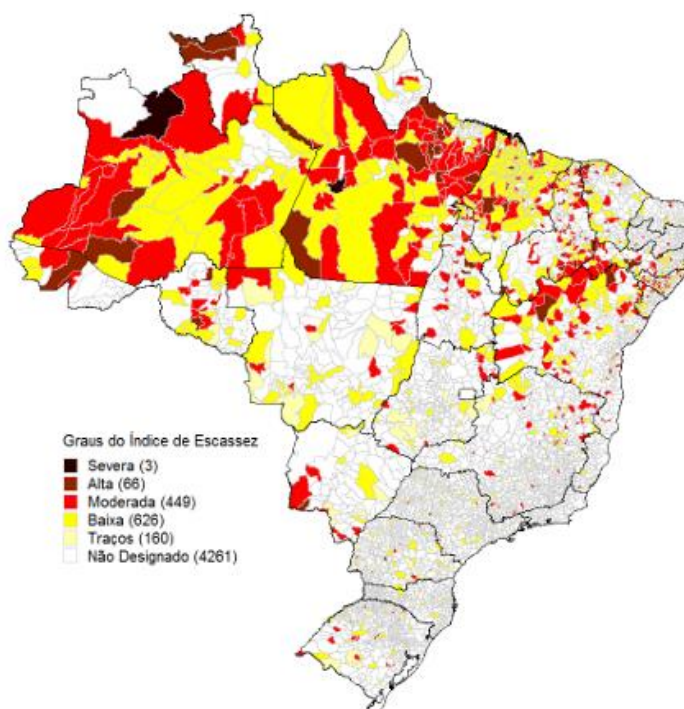 Graus do Índice de Escassez
Severa (3)
Alta (66)
Moderada (449)
Baixa (626)
Traços (160)
Não Designado (4261)